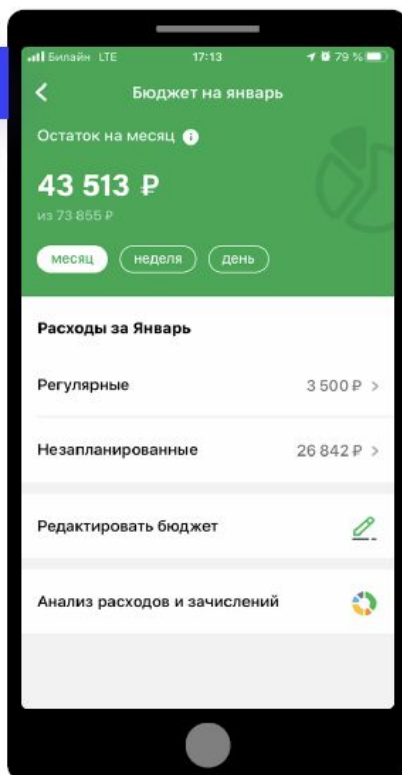 Билайн LTE 17:13 79 %
Бюджет на январь
Остаток на месяц i
43 513 ₽
из 73 855 ₽
месяц неделя день
Расходы за Январь
Регулярные 3 500 ₽ >
Незапланированные 26 842 ₽ >
Редактировать бюджет
Анализ расходов и зачислений